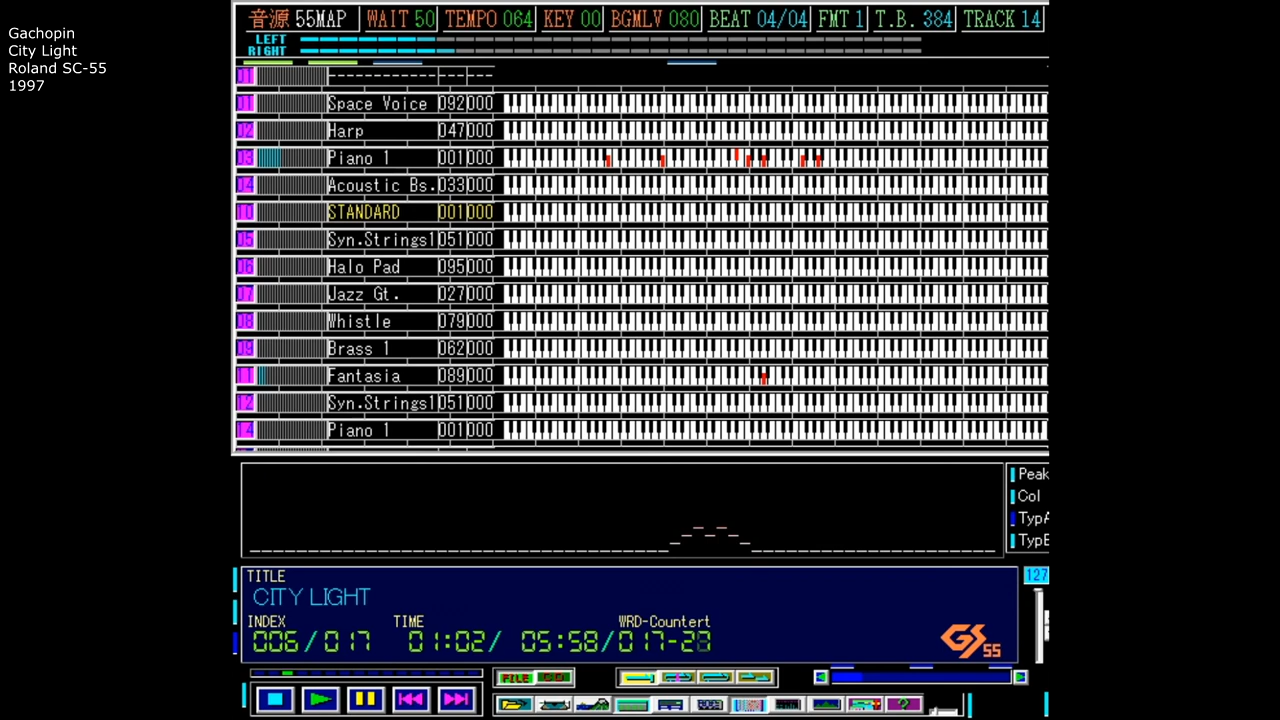 Gachopin
City Light
Roland SC-55
1997
音源 55MAP WAIT 50 TEMPO 064 KEY 00 BGMLV 080 BEAT 04/04 FMT 1 T.B. 384 TRACK 14
LEFT
RIGHT
01 ---------------
01 Space Voice 092 000
02 Harp 047 000
03 Piano 1 001 000
04 Acoustic Bs. 033 000
10 STANDARD 001 000
05 Syn.Strings1 051 000
06 Halo Pad 095 000
07 Jazz Gt. 027 000
08 Whistle 079 000
09 Brass 1 062 000
11 Fantasia 089 000
12 Syn.Strings1 051 000
14 Piano 1 001 000
Peak
Col
TypA
TypE
TITLE
127
CITY LIGHT
INDEX TIME WRD-Countert
006/017 01:02/ 05:58/017-27
GS 55
FILE CD
?